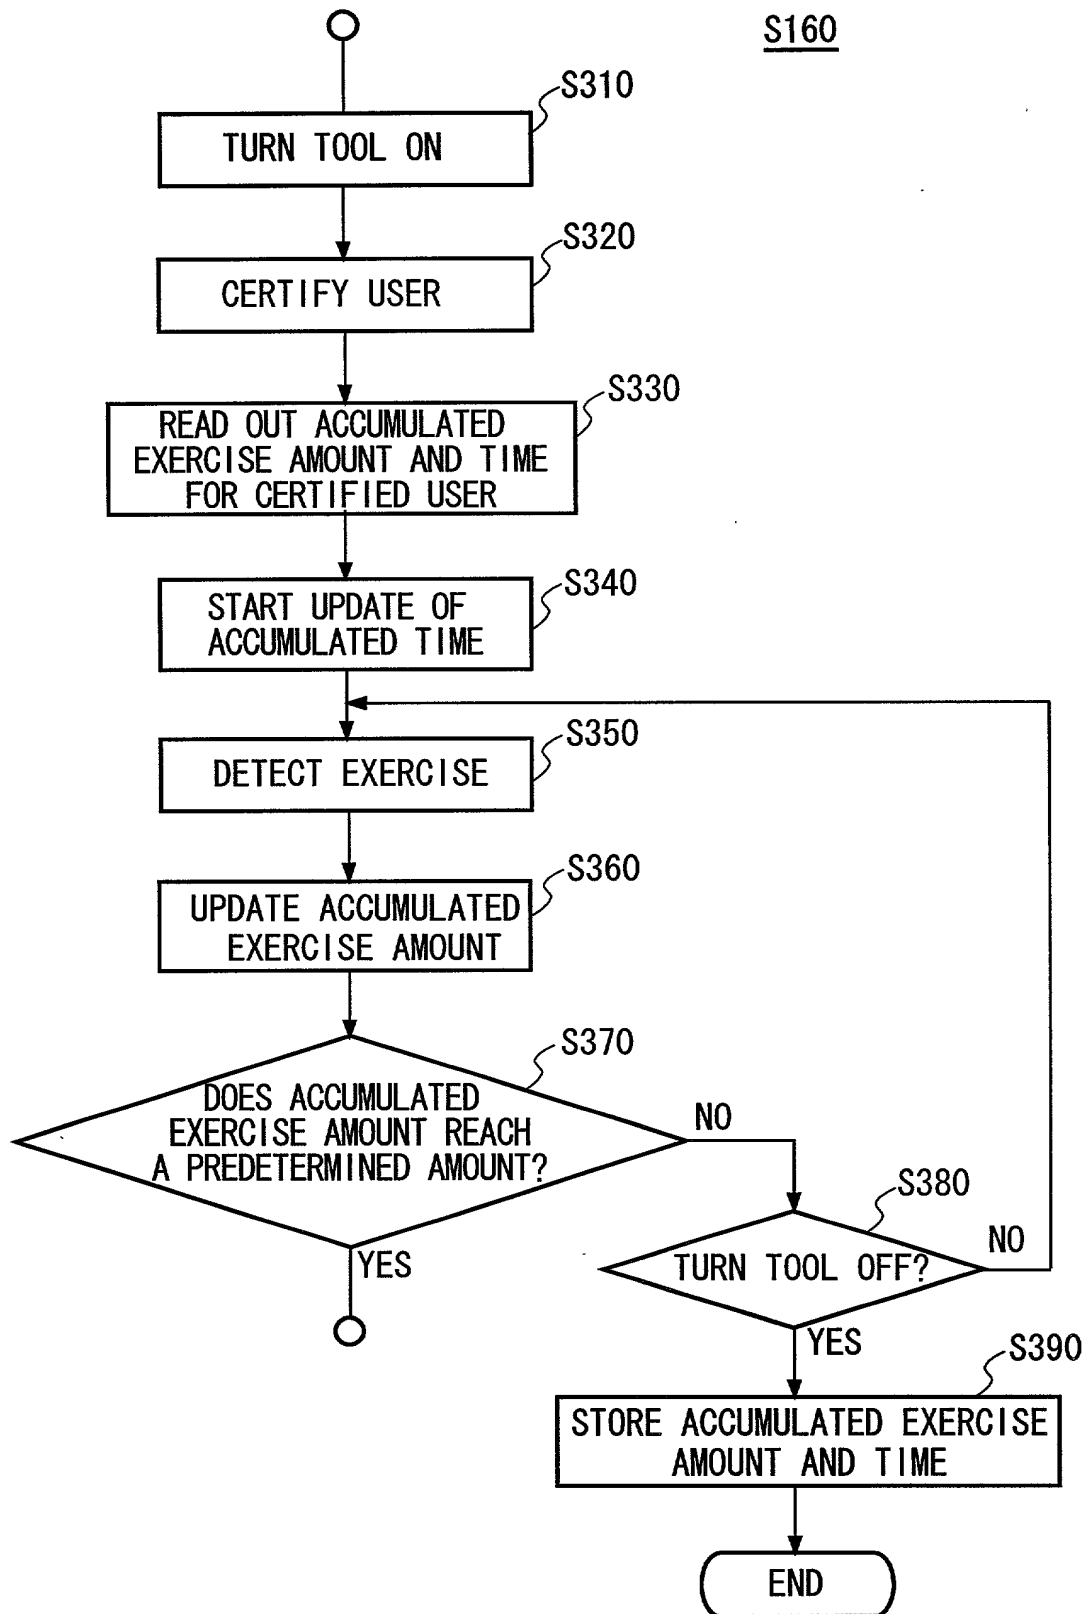 S160
S310
TURN TOOL ON
S320
CERTIFY USER
S330
READ OUT ACCUMULATED
EXERCISE AMOUNT AND TIME
FOR CERTIFIED USER
S340
START UPDATE OF
ACCUMULATED TIME
S350
DETECT EXERCISE
S360
UPDATE ACCUMULATED
EXERCISE AMOUNT
S370
DOES ACCUMULATED
EXERCISE AMOUNT REACH
A PREDETERMINED AMOUNT?
NO
YES
S380
TURN TOOL OFF?
NO
YES
S390
STORE ACCUMULATED EXERCISE
AMOUNT AND TIME
END